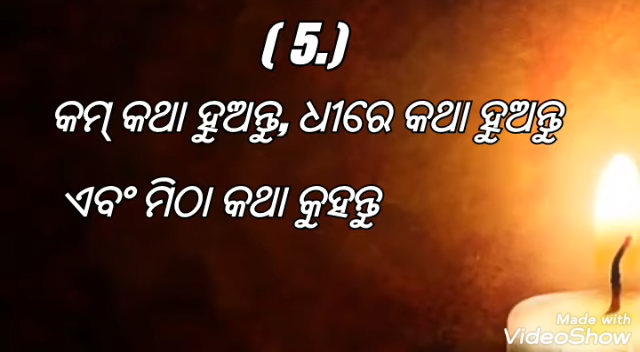 ( 5.)
କମ୍ କଥା ହୁଅନ୍ତୁ, ଧୀରେ କଥା ହୁଅନ୍ତୁ
ଏବଂ ମିଠା କଥା କୁହନ୍ତୁ
Made with
VideoShow